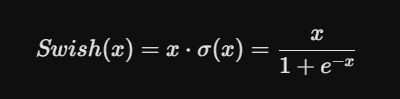 Swish(x) = x · σ(x) = x / (1 + e^{−x})